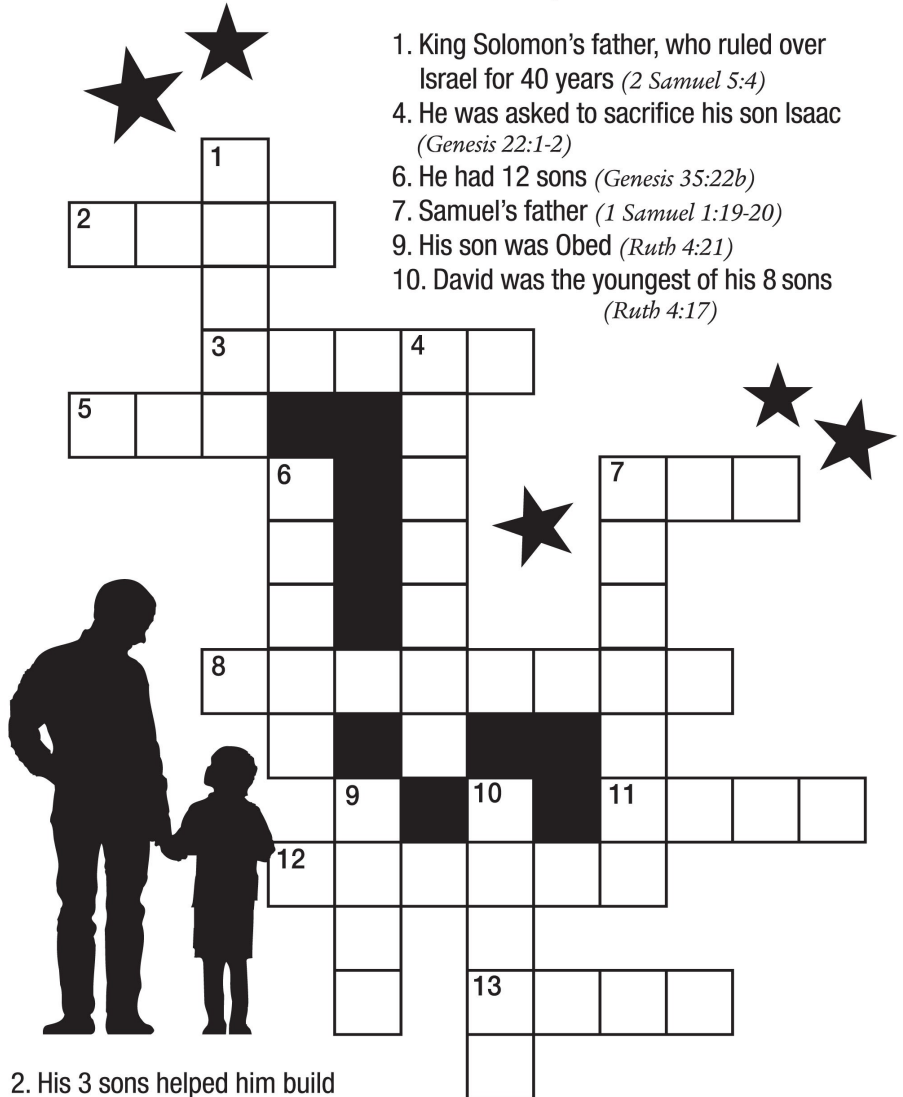 1. King Solomon's father, who ruled over
Israel for 40 years (2 Samuel 5:4)
4. He was asked to sacrifice his son Isaac
(Genesis 22:1-2)
6. He had 12 sons (Genesis 35:22b)
7. Samuel's father (1 Samuel 1:19-20)
9. His son was Obed (Ruth 4:21)
10. David was the youngest of his 8 sons
(Ruth 4:17)
1
2
3 4
5
6 7
8
9 10 11
12
13
2. His 3 sons helped him build